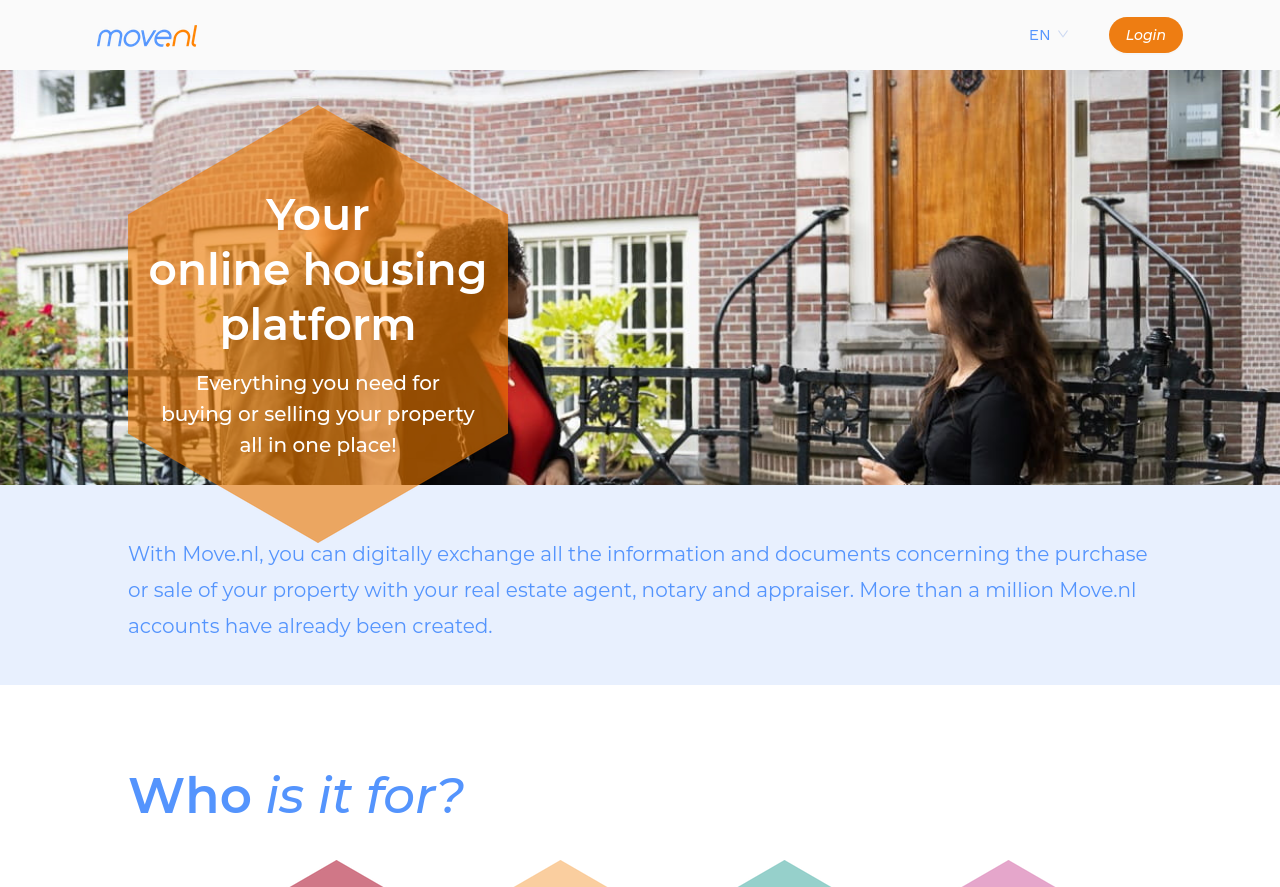 move.nl
EN
Login
14
Your
online housing
platform
Everything you need for
buying or selling your property
all in one place!
With Move.nl, you can digitally exchange all the information and documents concerning the purchase
or sale of your property with your real estate agent, notary and appraiser. More than a million Move.nl
accounts have already been created.
Who is it for?